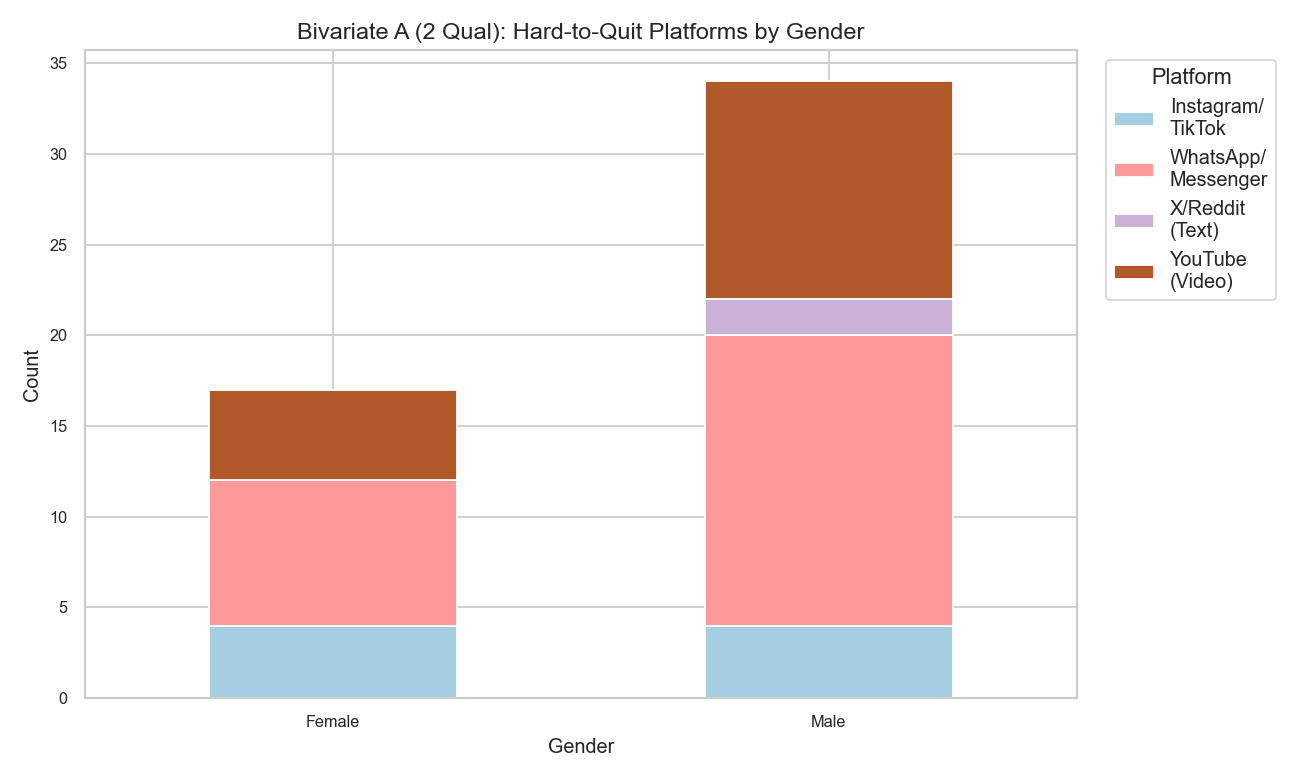 Bivariate A (2 Qual): Hard-to-Quit Platforms by Gender
35
30
25
20
15
10
5
0
Count
Female
Male
Gender
Platform
Instagram/
TikTok
WhatsApp/
Messenger
X/Reddit
(Text)
YouTube
(Video)